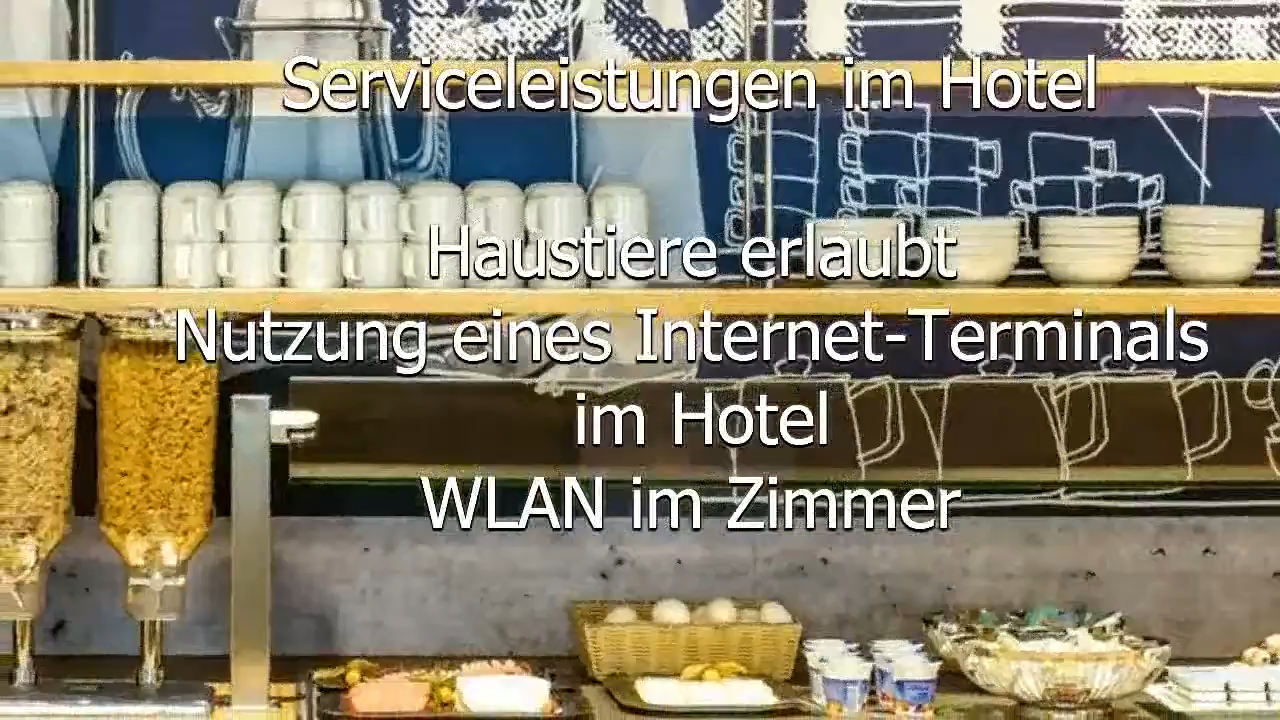 Serviceleistungen im Hotel
Haustiere erlaubt
Nutzung eines Internet-Terminals
im Hotel
WLAN im Zimmer